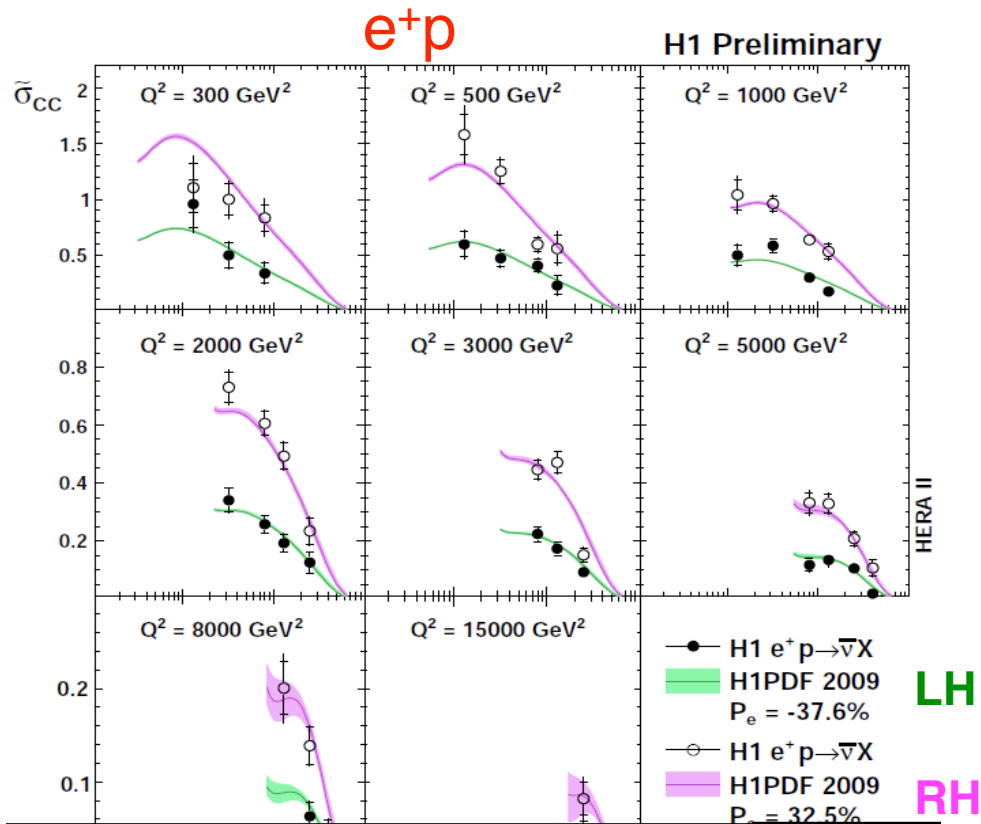 e⁺p
H1 Preliminary
σ̃CC
Q² = 300 GeV²
Q² = 500 GeV²
Q² = 1000 GeV²
2
1.5
1
0.5
Q² = 2000 GeV²
Q² = 3000 GeV²
Q² = 5000 GeV²
0.8
0.6
0.4
0.2
HERA II
Q² = 8000 GeV²
Q² = 15000 GeV²
0.2
0.1
H1 e⁺p→ν̅X
H1PDF 2009
Pₑ = -37.6%
LH
H1 e⁺p→ν̅X
H1PDF 2009
Pₑ = 32.5%
RH